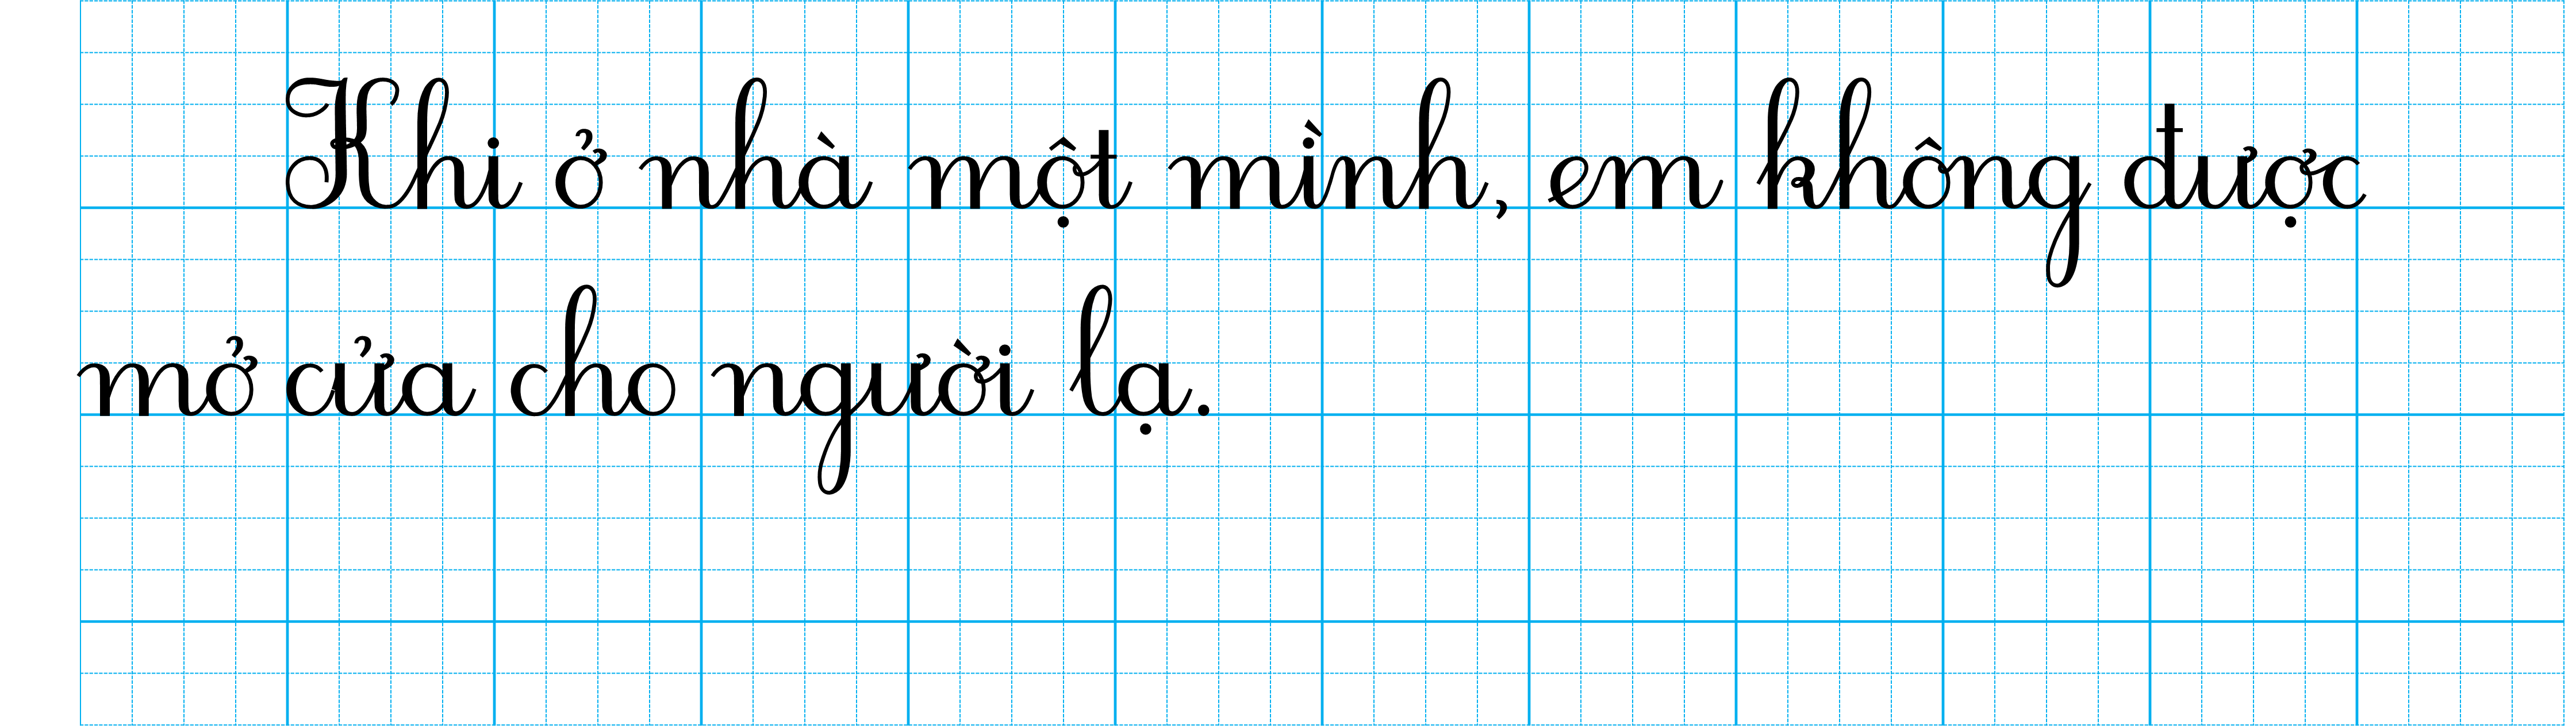 Khi ở nhà một mình, em không được
mở cửa cho người lạ.